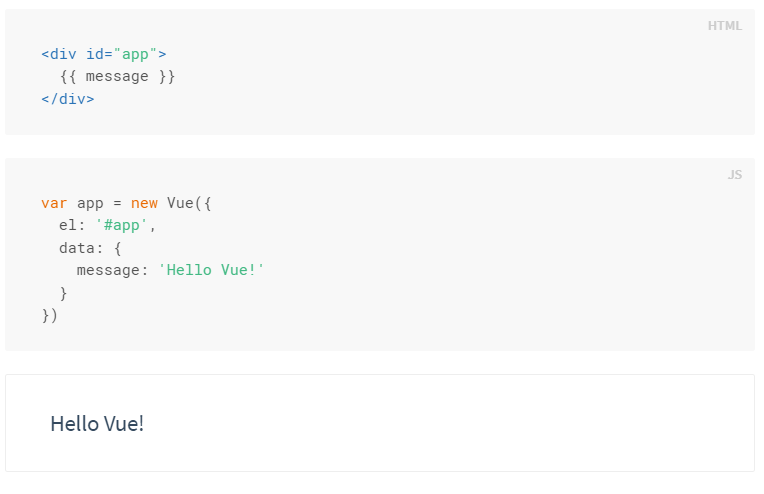 HTML
<div id="app">
  {{ message }}
</div>
JS
var app = new Vue({
  el: '#app',
  data: {
    message: 'Hello Vue!'
  }
})
Hello Vue!